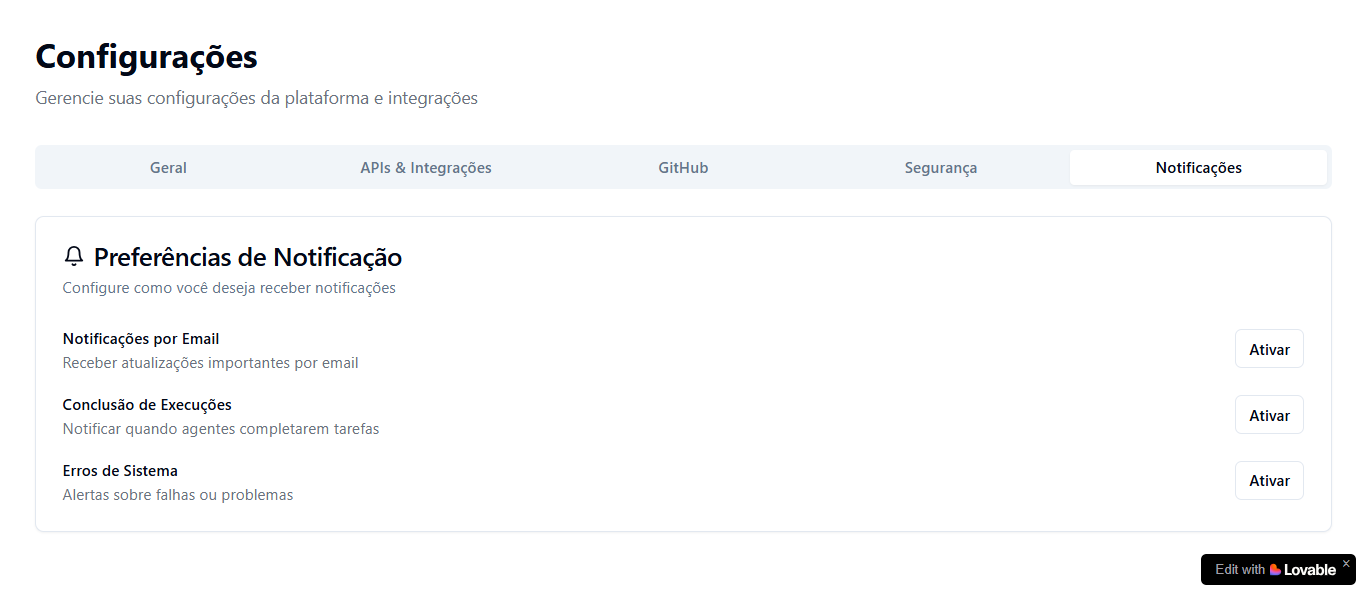 Configurações
Gerencie suas configurações da plataforma e integrações
Geral
APIs & Integrações
GitHub
Segurança
Notificações
Preferências de Notificação
Configure como você deseja receber notificações
Notificações por Email
Receber atualizações importantes por email
Ativar
Conclusão de Execuções
Notificar quando agentes completarem tarefas
Ativar
Erros de Sistema
Alertas sobre falhas ou problemas
Ativar
Edit with Lovable